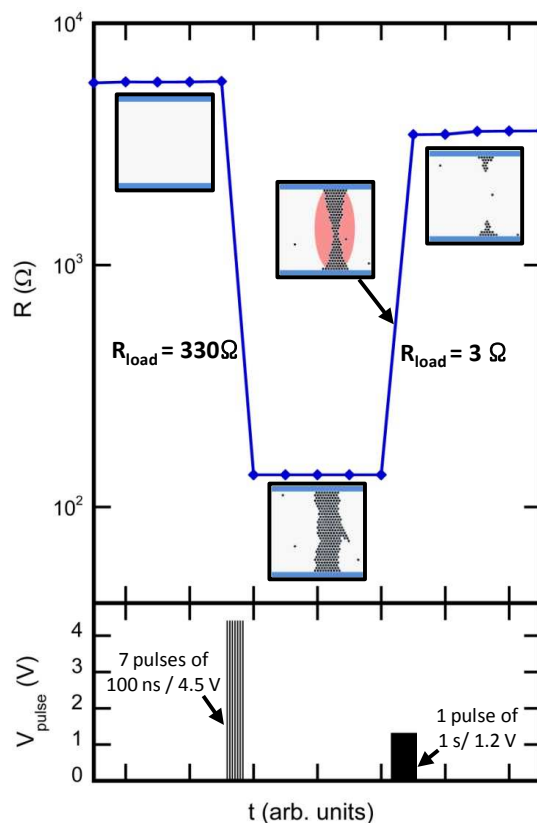 10⁴
10³
10²
R (Ω)
R_load = 330Ω
R_load = 3 Ω
4
3
2
1
0
V_pulse (V)
7 pulses of
100 ns / 4.5 V
1 pulse of
1 s/ 1.2 V
t (arb. units)